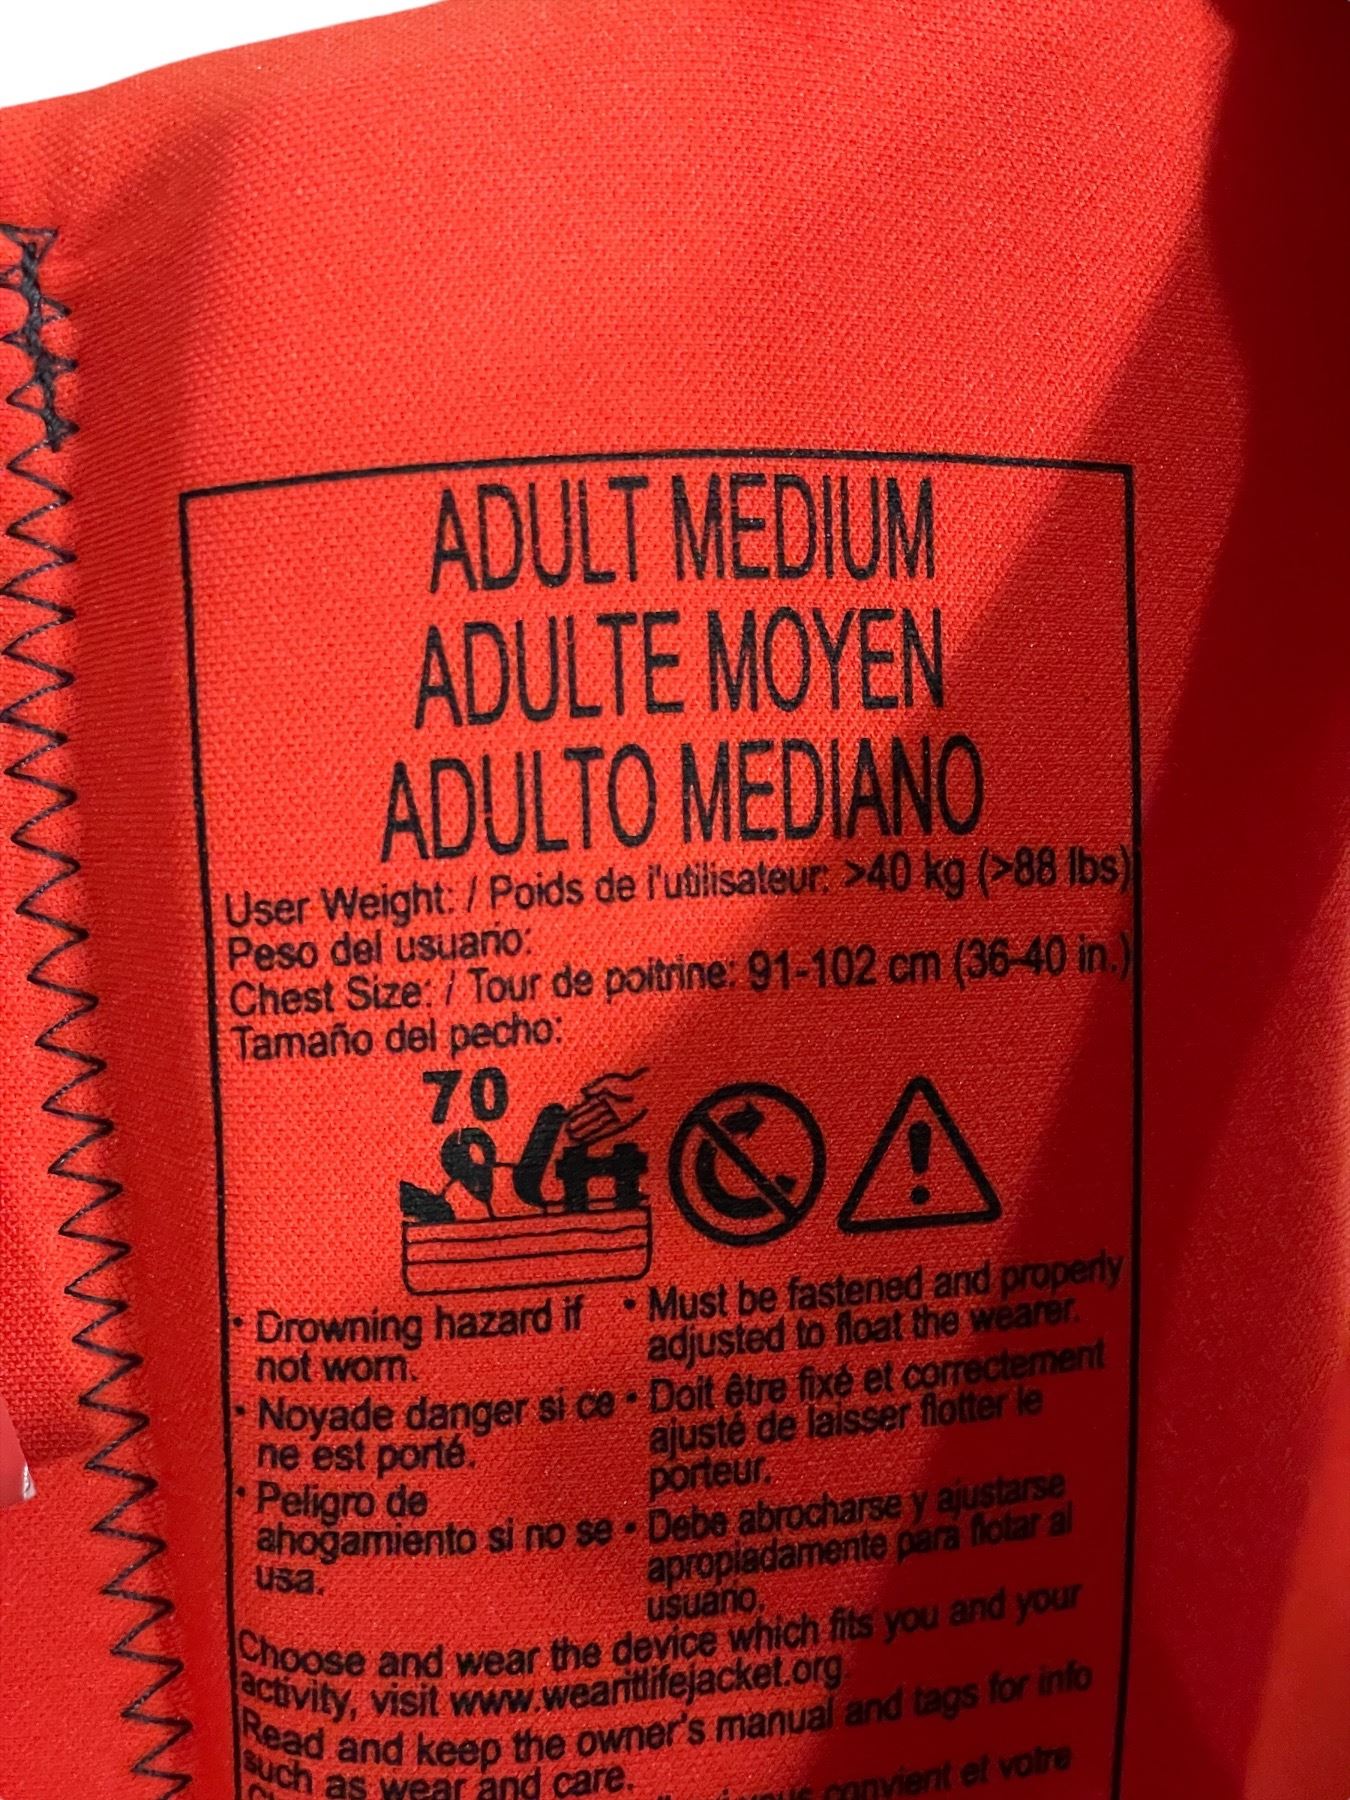 ADULT MEDIUM
ADULTE MOYEN
ADULTO MEDIANO
User Weight: / Poids de l'utilisateur: >40 kg (>88 lbs)
Peso del usuario:
Chest Size: / Tour de poitrine: 91-102 cm (36-40 in.)
Tamaño del pecho:
70
• Drowning hazard if
not worn.
• Noyade danger si ce
ne est porté.
• Peligro de
ahogamiento si no se
usa.
• Must be fastened and properly
adjusted to float the wearer.
• Doit être fixé et correctement
ajusté de laisser flotter le
porteur.
• Debe abrocharse y ajustarse
apropiadamente para flotar al
usuario.
Choose and wear the device which fits you and your
activity, visit www.wearitlifejacket.org
Read and keep the owner's manual and tags for info
such as wear and care.
convient et votre